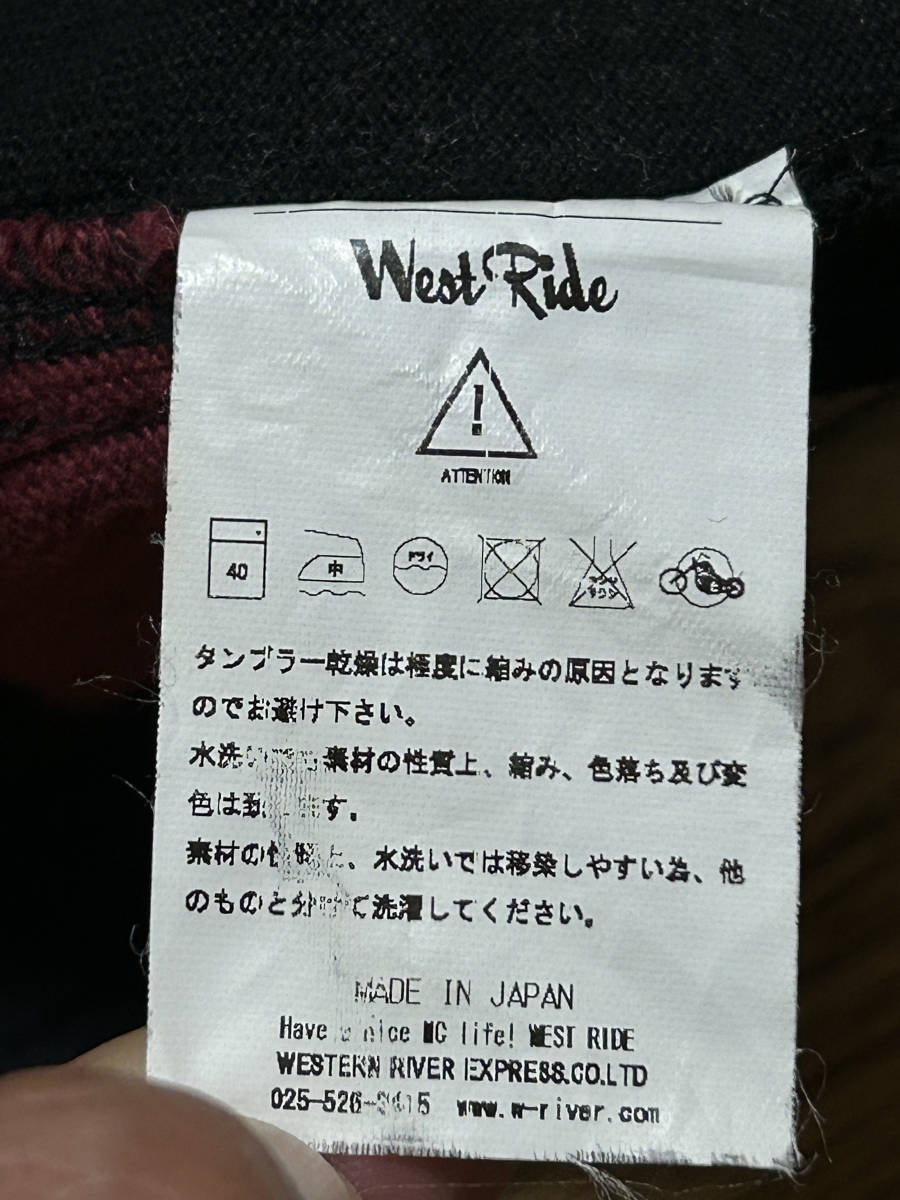 West Ride
!
ATTENTION
40
中
ドライ
タンブラー乾燥は極度に縮みの原因となります
のでお避け下さい。
水洗 素材の性質上、縮み、色落ち及び変
色は す。
素材の 上、水洗いでは移染しやすい為、他
のものと分けて洗濯してください。
MADE IN JAPAN
Have a nice MC life! WEST RIDE
WESTERN RIVER EXPRESS.CO.LTD
www.w-river.com